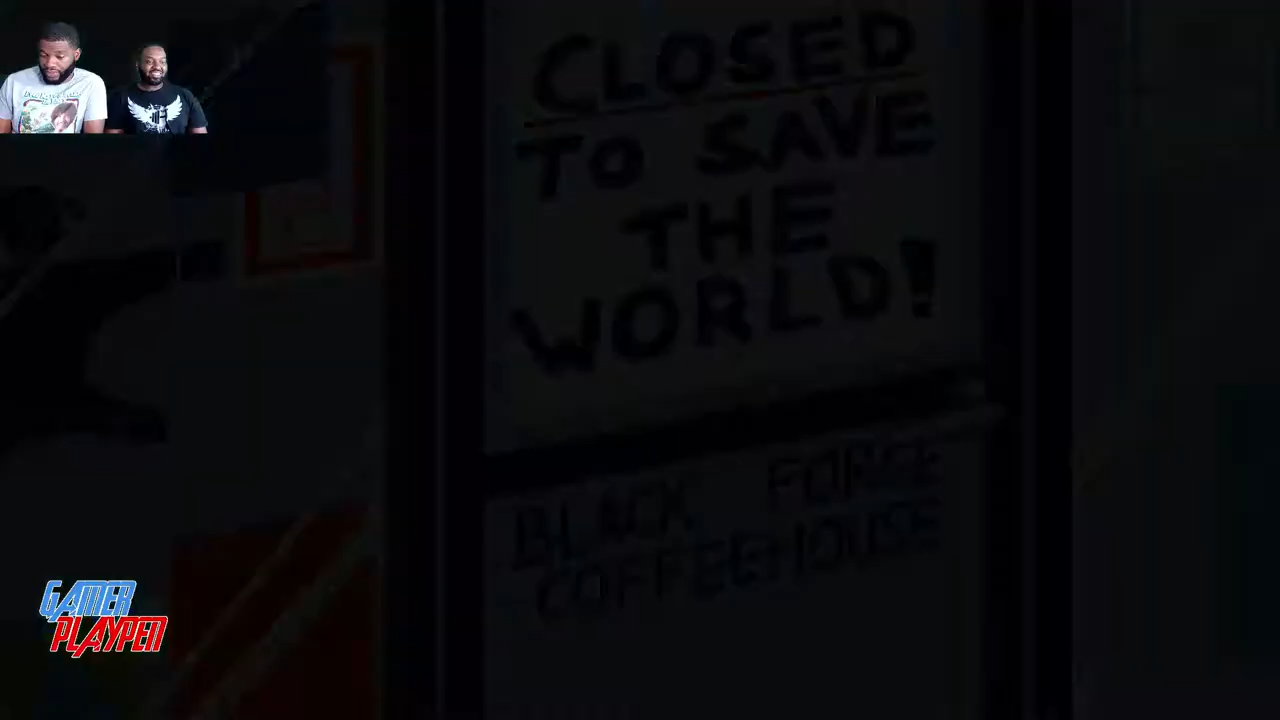 CLOSED
TO SAVE
THE
WORLD!
BLACK FORGE
COFFEEHOUSE
GAMER
PLAYPEN